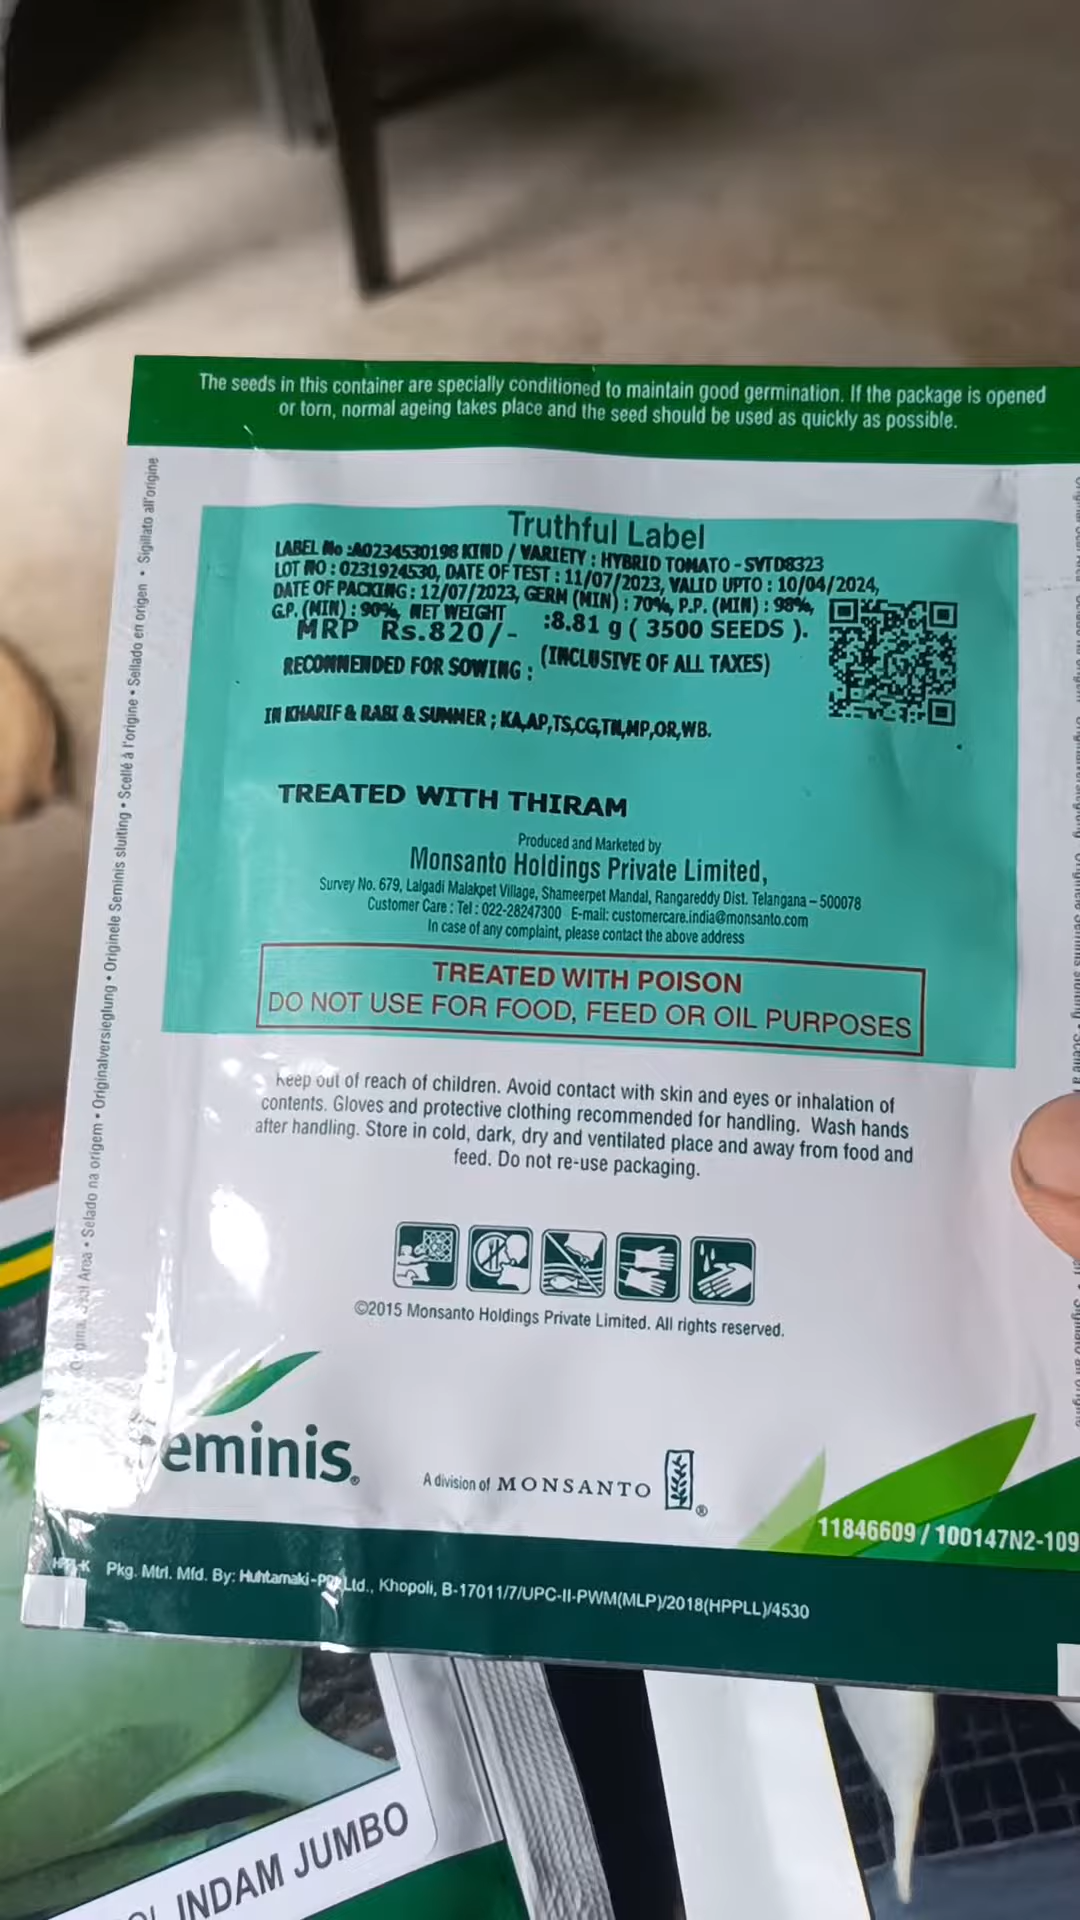 The seeds in this container are specially conditioned to maintain good germination. If the package is opened
or torn, normal ageing takes place and the seed should be used as quickly as possible.
Truthful Label
LABEL No :A0234530198 KIND / VARIETY : HYBRID TOMATO - SVTD8323
LOT NO : 0231924530, DATE OF TEST : 11/07/2023, VALID UPTO : 10/04/2024,
DATE OF PACKING : 12/07/2023, GERM (MIN) : 70%, P.P. (MIN) : 98%,
G.P. (MIN) : 90%, NET WEIGHT :8.81 g ( 3500 SEEDS ).
MRP Rs.820/- (INCLUSIVE OF ALL TAXES)
RECOMMENDED FOR SOWING :
IN KHARIF & RABI & SUMMER ; KA,AP,TS,CG,TN,MP,OR,WB.
TREATED WITH THIRAM
Produced and Marketed by
Monsanto Holdings Private Limited,
Survey No. 679, Lalgadi Malakpet Village, Shameerpet Mandal, Rangareddy Dist. Telangana – 500078
Customer Care : Tel : 022-28247300 E-mail: customercare.india@monsanto.com
In case of any complaint, please contact the above address
TREATED WITH POISON
DO NOT USE FOR FOOD, FEED OR OIL PURPOSES
Keep out of reach of children. Avoid contact with skin and eyes or inhalation of
contents. Gloves and protective clothing recommended for handling. Wash hands
after handling. Store in cold, dark, dry and ventilated place and away from food and
feed. Do not re-use packaging.
©2015 Monsanto Holdings Private Limited. All rights reserved.
eminis®
A division of MONSANTO ®
11846609 / 100147N2-109
Pkg. Mtrl. Mfd. By: Huhtamaki- Ltd., Khopoli, B-17011/7/UPC-II-PWM(MLP)/2018(HPPLL)/4530
Area • Selado na origem • Originalversieglung • Originele Seminis sluiting • Scellé à l'origine • Sellado en origen • Sigillato all'origine
INDAM JUMBO